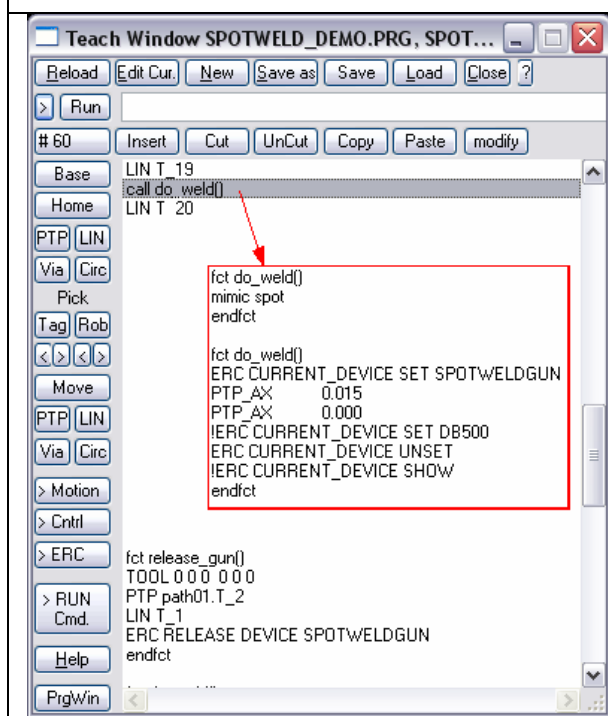 Teach Window SPOTWELD_DEMO.PRG, SPOT...
Reload Edit Cur. New Save as Save Load Close ?
> Run
# 60 Insert Cut UnCut Copy Paste modify
Base
Home
PTP LIN
Via Circ
Pick
Tag Rob
< > < >
Move
PTP LIN
Via Circ
> Motion
> Cntrl
> ERC
> RUN
Cmd.
Help
PrgWin
LIN T_19
call do_weld()
LIN T_20
fct do_weld()
mimic spot
endfct
fct do_weld()
ERC CURRENT_DEVICE SET SPOTWELDGUN
PTP_AX 0.015
PTP_AX 0.000
!ERC CURRENT_DEVICE SET DB500
ERC CURRENT_DEVICE UNSET
!ERC CURRENT_DEVICE SHOW
endfct
fct release_gun()
TOOL 0 0 0 0 0 0
PTP path01.T_2
LIN T_1
ERC RELEASE DEVICE SPOTWELDGUN
endfct